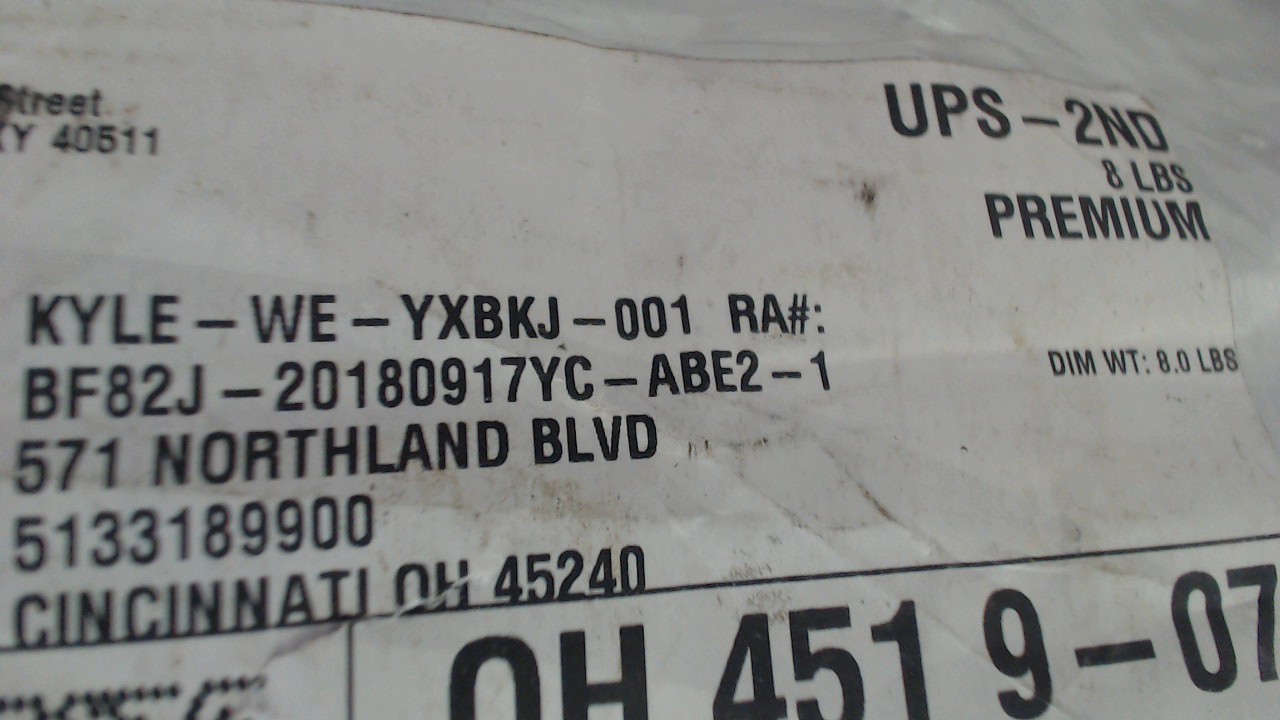 Street
KY 40511
UPS-2ND
8 LBS
PREMIUM
KYLE-WE-YXBKJ-001 RA#:
BF82J-20180917YC-ABE2-1
DIM WT: 8.0 LBS
571 NORTHLAND BLVD
5133189900
CINCINNATI OH 45240
OH 451 9-07